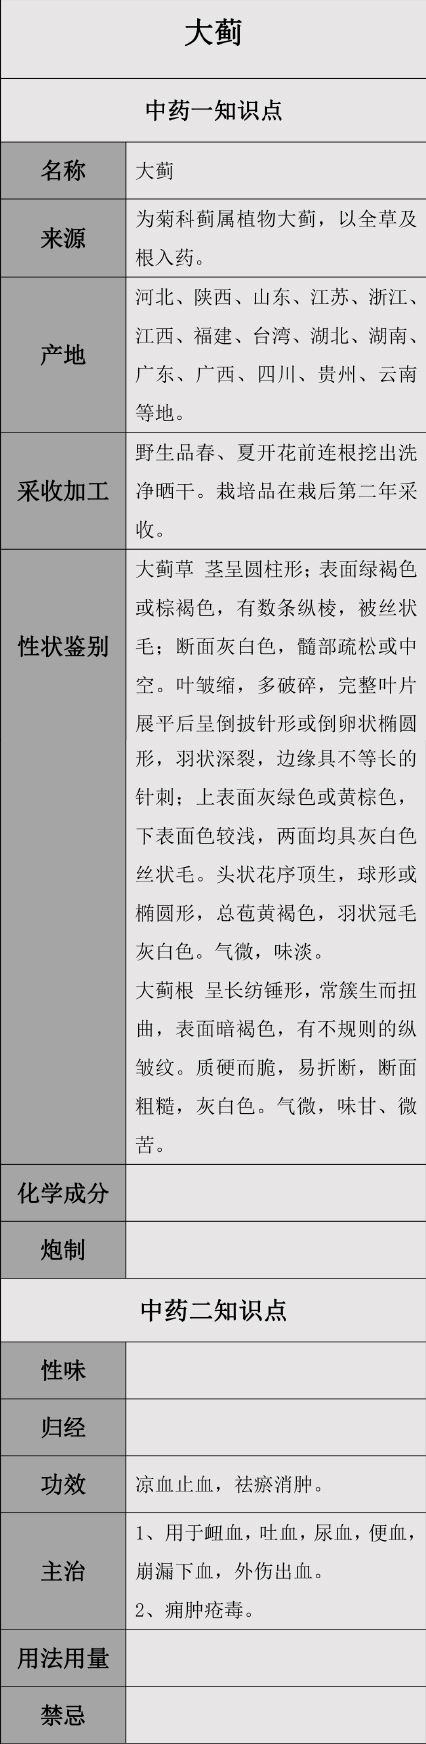 大蓟
中药一知识点
名称
大蓟
来源
为菊科蓟属植物大蓟，以全草及
根入药。
产地
河北、陕西、山东、江苏、浙江、
江西、福建、台湾、湖北、湖南、
广东、广西、四川、贵州、云南
等地。
采收加工
野生品春、夏开花前连根挖出洗
净晒干。栽培品在栽后第二年采
收。
性状鉴别
大蓟草 茎呈圆柱形；表面绿褐色
或棕褐色，有数条纵棱，被丝状
毛；断面灰白色，髓部疏松或中
空。叶皱缩，多破碎，完整叶片
展平后呈倒披针形或倒卵状椭圆
形，羽状深裂，边缘具不等长的
针刺；上表面灰绿色或黄棕色，
下表面色较浅，两面均具灰白色
丝状毛。头状花序顶生，球形或
椭圆形，总苞黄褐色，羽状冠毛
灰白色。气微，味淡。
大蓟根 呈长纺锤形，常簇生而扭
曲，表面暗褐色，有不规则的纵
皱纹。质硬而脆，易折断，断面
粗糙，灰白色。气微，味甘、微
苦。
化学成分
炮制
中药二知识点
性味
归经
功效
凉血止血，祛瘀消肿。
主治
1、用于衄血，吐血，尿血，便血，
崩漏下血，外伤出血。
2、痈肿疮毒。
用法用量
禁忌